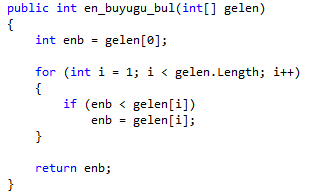 public int en_buyugu_bul(int[] gelen)
{
    int enb = gelen[0];

    for (int i = 1; i < gelen.Length; i++)
    {
        if (enb < gelen[i])
            enb = gelen[i];
    }

    return enb;
}